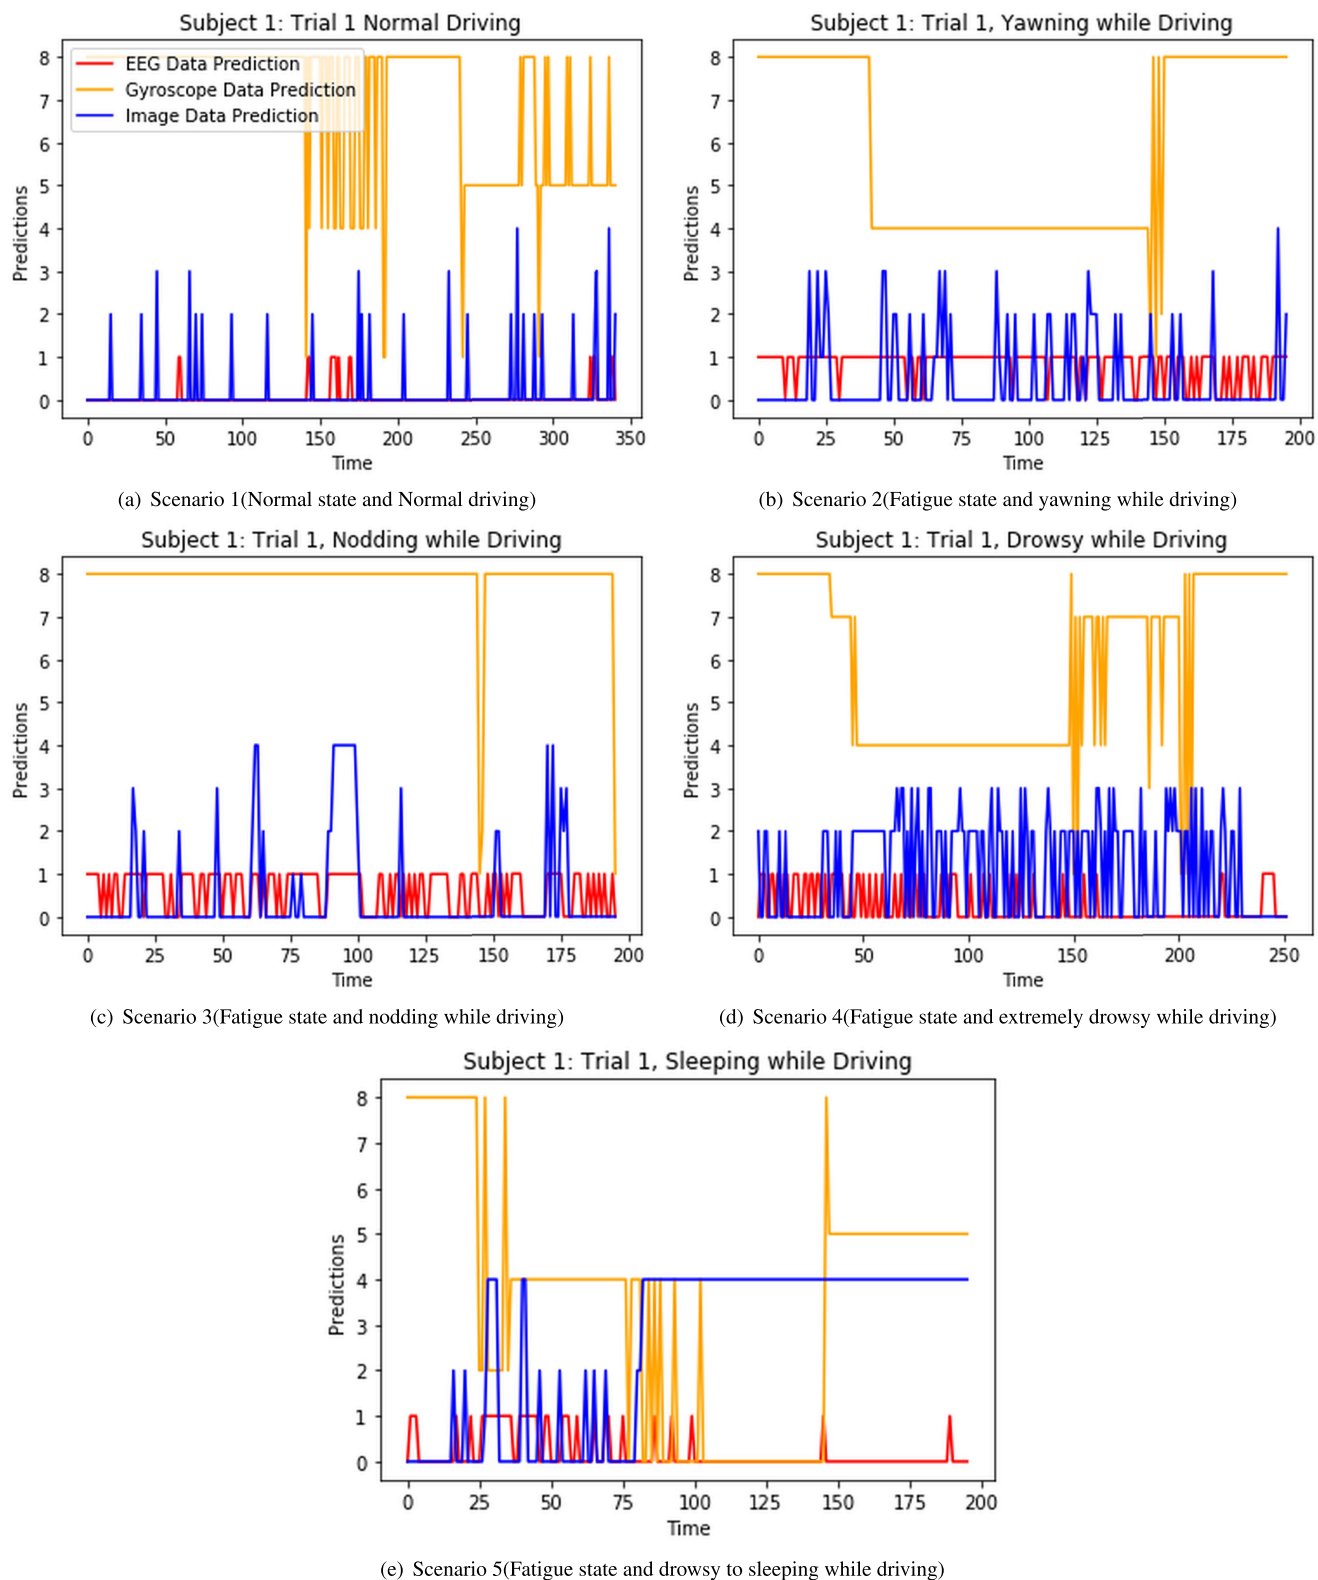 Subject 1: Trial 1 Normal Driving
EEG Data Prediction
Gyroscope Data Prediction
Image Data Prediction
8
7
6
5
4
3
2
1
0
Predictions
0 50 100 150 200 250 300 350
Time
(a) Scenario 1(Normal state and Normal driving)
Subject 1: Trial 1, Yawning while Driving
8
7
6
5
4
3
2
1
0
Predictions
0 25 50 75 100 125 150 175 200
Time
(b) Scenario 2(Fatigue state and yawning while driving)
Subject 1: Trial 1, Nodding while Driving
8
7
6
5
4
3
2
1
0
Predictions
0 25 50 75 100 125 150 175 200
Time
(c) Scenario 3(Fatigue state and nodding while driving)
Subject 1: Trial 1, Drowsy while Driving
8
7
6
5
4
3
2
1
0
Predictions
0 50 100 150 200 250
Time
(d) Scenario 4(Fatigue state and extremely drowsy while driving)
Subject 1: Trial 1, Sleeping while Driving
8
7
6
5
4
3
2
1
0
Predictions
0 25 50 75 100 125 150 175 200
Time
(e) Scenario 5(Fatigue state and drowsy to sleeping while driving)